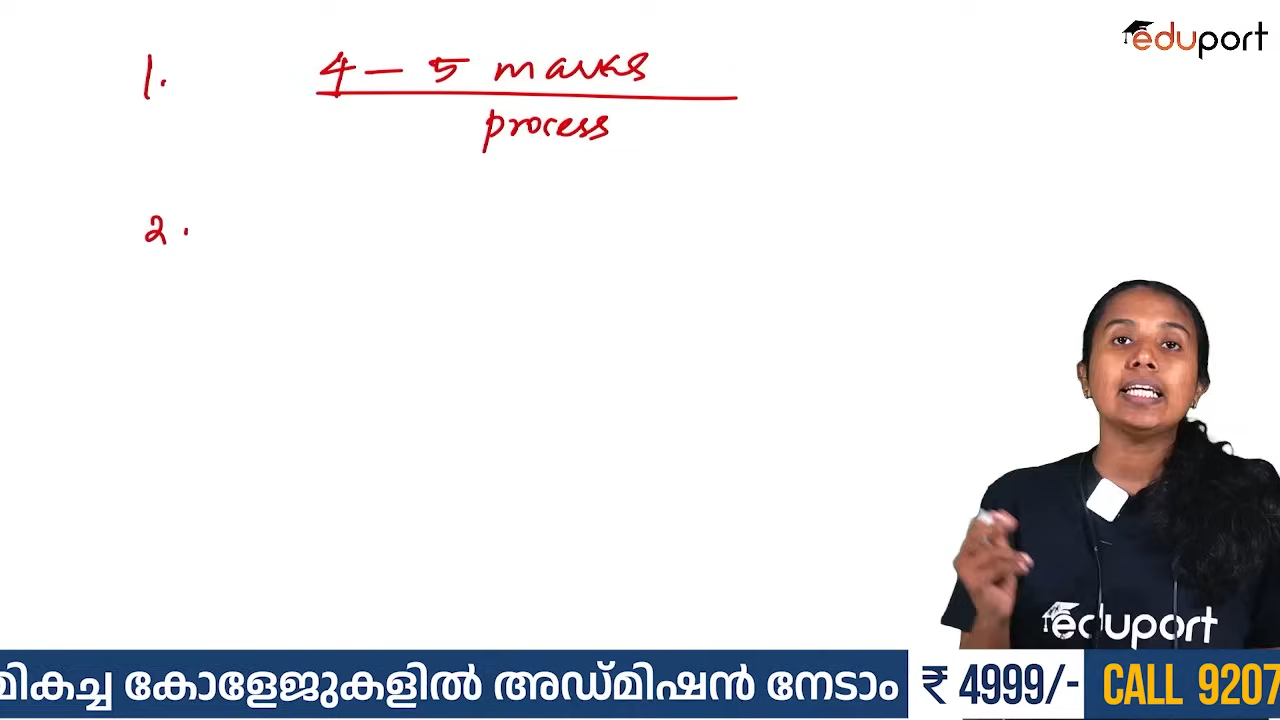 eduport
1. 4 - 5 marks
process
2.
eduport
മികച്ച കോളേജുകളിൽ അഡ്മിഷൻ നേടാം ₹ 4999/- CALL 9207